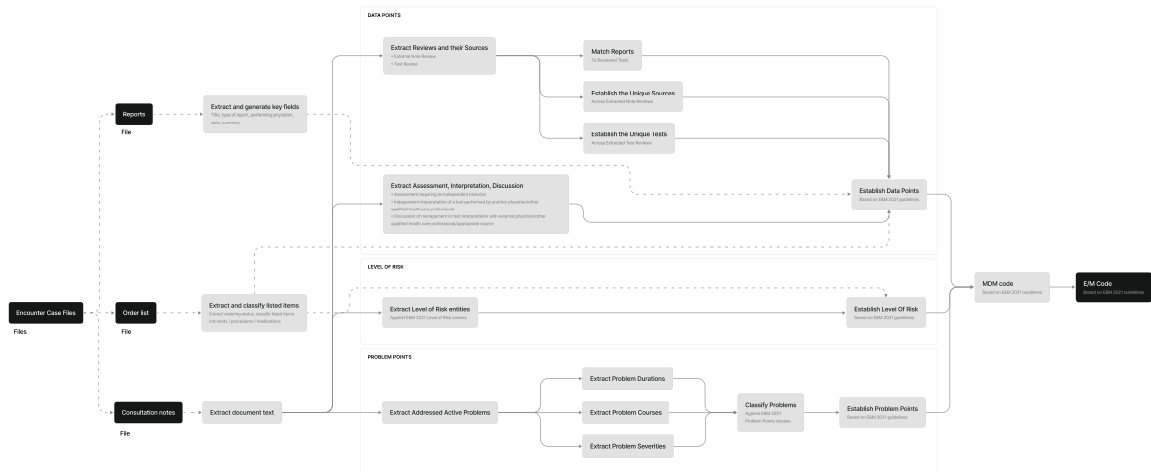 DATA POINTS
Extract Reviews and their Sources
• External Note Review
• Test Review
Match Reports
To Reviewed Tests
Establish the Unique Sources
Across Extracted Note Reviews
Establish the Unique Tests
Across Extracted Test Reviews
Reports
File
Extract and generate key fields
Title, type of report, performing physician,
date, summary
Extract Assessment, Interpretation, Discussion
• Assessment requiring an independent historian
• Independent interpretation of a test performed by another physician/other
qualified health care professional
• Discussion of management or test interpretation with external physician/other
qualified health care professional/appropriate source
Establish Data Points
Based on E&M 2021 guidelines
LEVEL OF RISK
Encounter Case Files
Files
Order list
File
Extract and classify listed items
Extract ordering status, classify listed items
into tests / procedures / medications
Extract Level of Risk entities
Against E&M 2021 Level of Risk classes
Establish Level Of Risk
Based on E&M 2021 guidelines
MDM code
Based on E&M 2021 guidelines
E/M Code
Based on E&M 2021 guidelines
PROBLEM POINTS
Consultation notes
File
Extract document text
Extract Addressed Active Problems
Extract Problem Durations
Extract Problem Courses
Extract Problem Severities
Classify Problems
Against E&M 2021
Problem Points classes
Establish Problem Points
Based on E&M 2021 guidelines